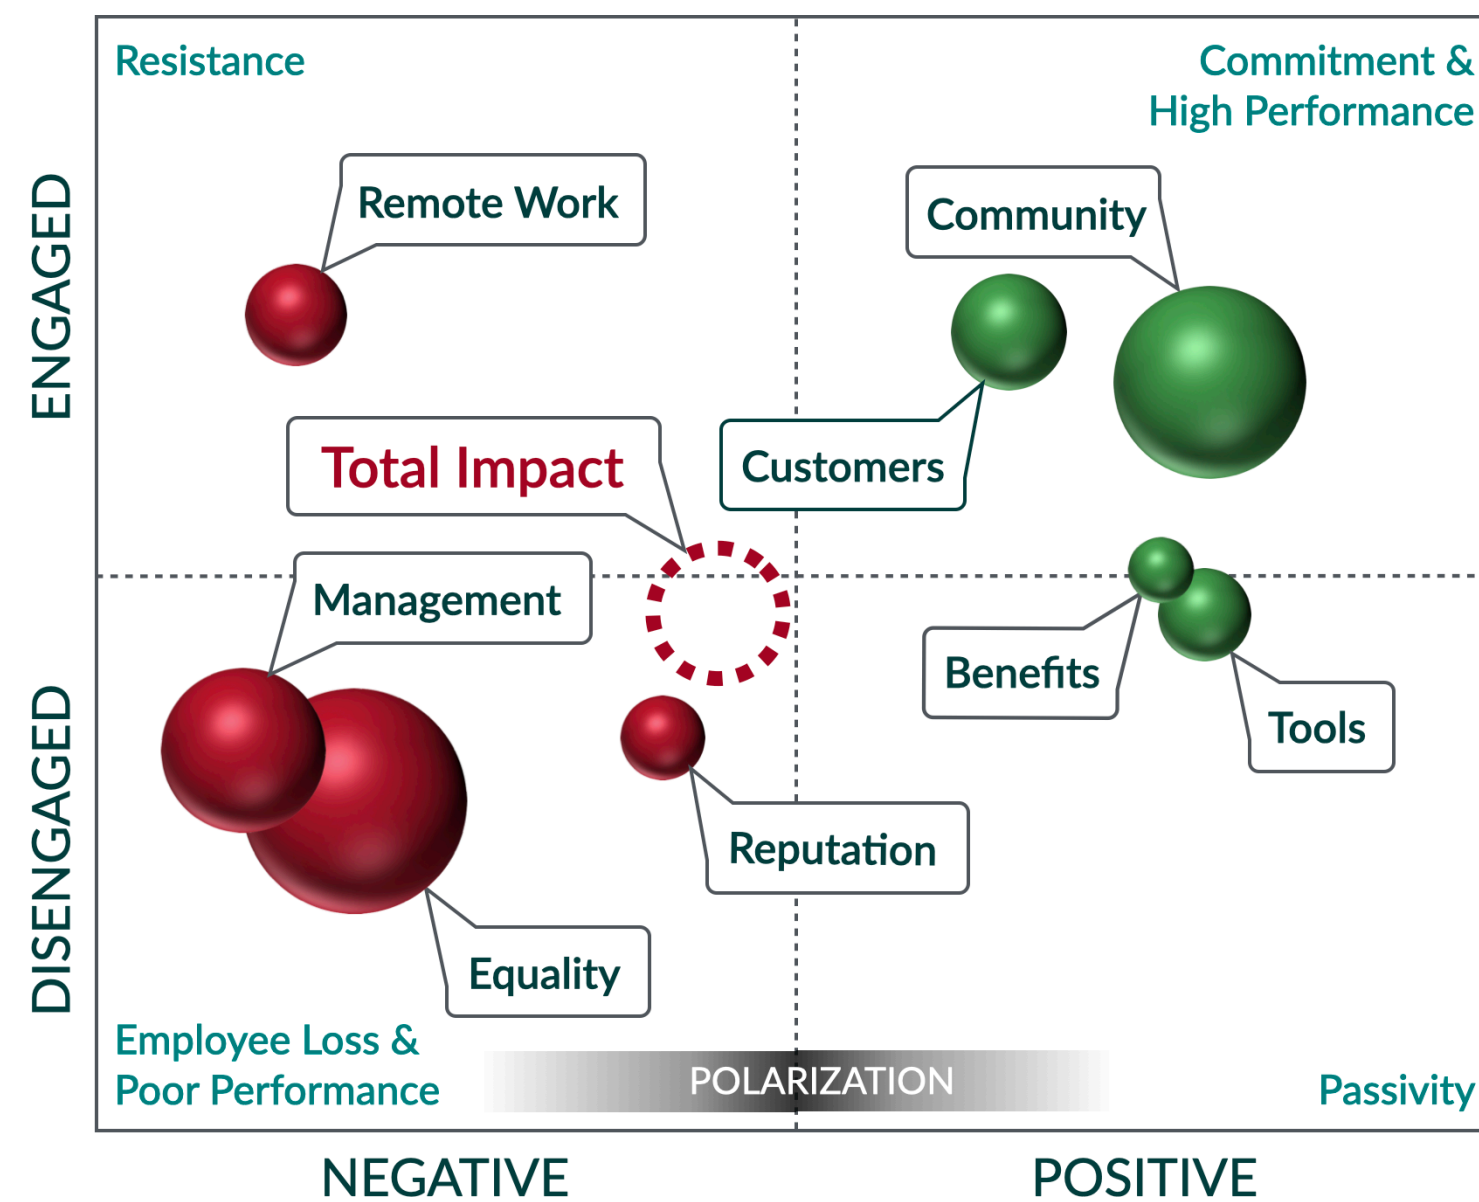 Resistance
Commitment &
High Performance
ENGAGED
Remote Work
Community
Total Impact
Customers
Management
Benefits
Tools
DISENGAGED
Reputation
Equality
Employee Loss &
Poor Performance
POLARIZATION
Passivity
NEGATIVE
POSITIVE